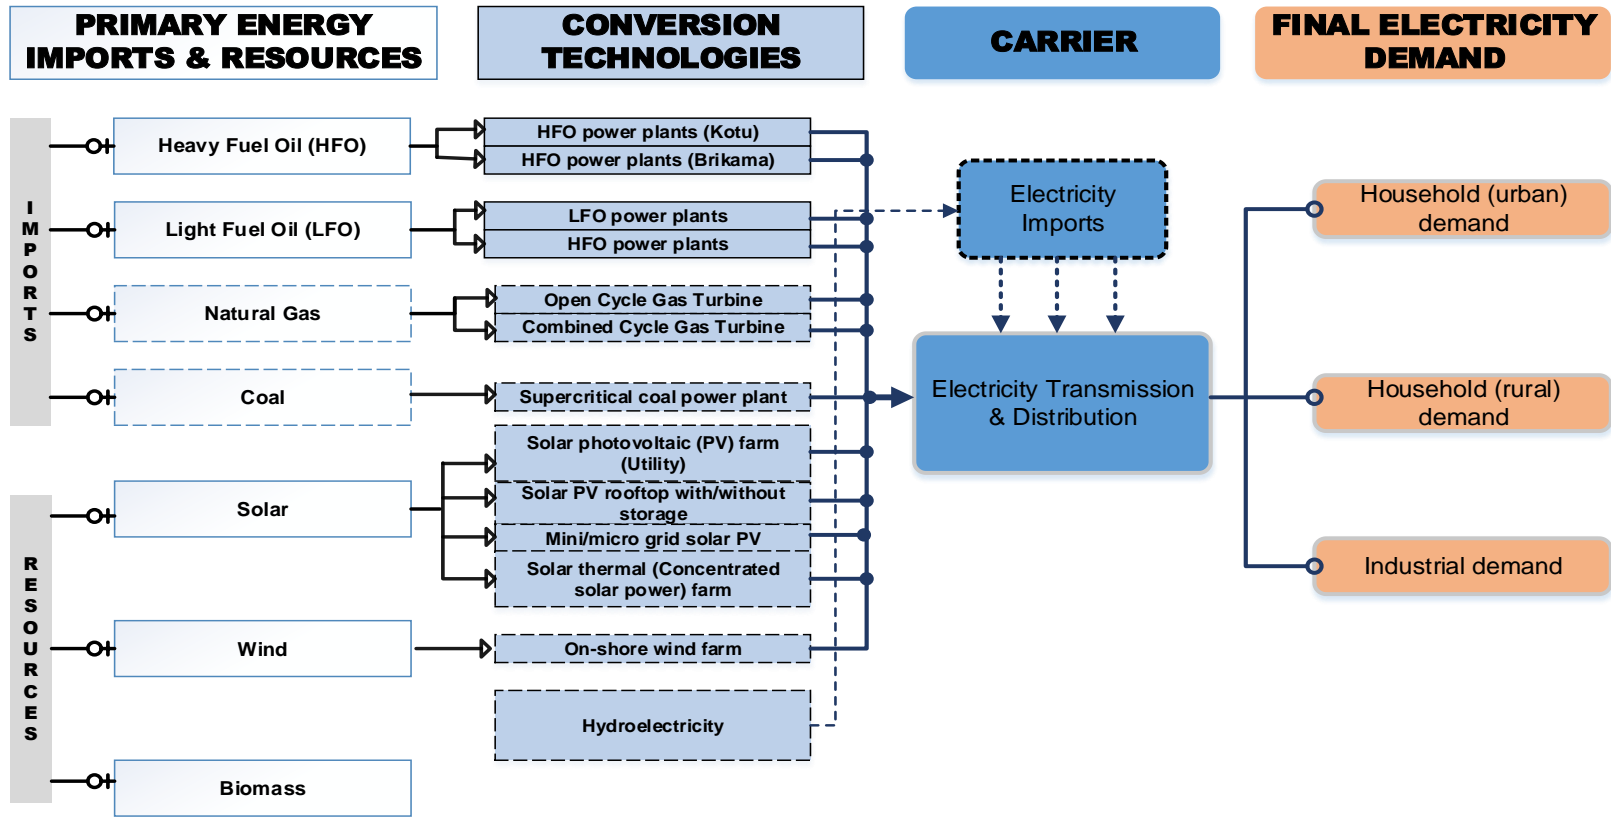 PRIMARY ENERGY
IMPORTS & RESOURCES
CONVERSION
TECHNOLOGIES
CARRIER
FINAL ELECTRICITY
DEMAND
IMPORTS
Heavy Fuel Oil (HFO)
HFO power plants (Kotu)
HFO power plants (Brikama)
Light Fuel Oil (LFO)
LFO power plants
HFO power plants
Natural Gas
Open Cycle Gas Turbine
Combined Cycle Gas Turbine
Coal
Supercritical coal power plant
RESOURCES
Solar
Solar photovoltaic (PV) farm
(Utility)
Solar PV rooftop with/without
storage
Mini/micro grid solar PV
Solar thermal (Concentrated
solar power) farm
Wind
On-shore wind farm
Hydroelectricity
Biomass
Electricity
Imports
Electricity Transmission
& Distribution
Household (urban)
demand
Household (rural)
demand
Industrial demand